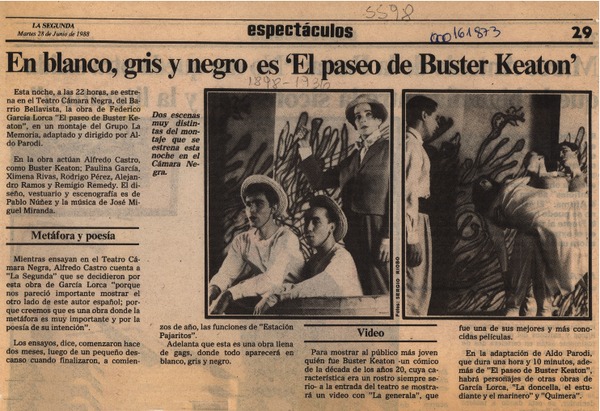 LA SEGUNDA
Martes 28 de Junio de 1988
espectáculos
5598
000161873
29
En blanco, gris y negro es 'El paseo de Buster Keaton'
1898-1936
Esta noche, a las 22 horas, se es-
trena en el Teatro Cámara Negra, del Ba-
rrio Bellavista, la obra de Federico
García Lorca "El paseo de Buster Ke-
aton", en un montaje del Grupo La
Memoria, adaptado y dirigido por Al-
do Parodi.
En la obra actúan Alfredo Castro,
como Buster Keaton; Paulina García,
Ximena Rivas, Rodrigo Pérez, Alejan-
dro Ramos y Remigio Remedy. El di-
seño, vestuario y escenografía es de
Pablo Núñez y la música de José Mi-
guel Miranda.
Metáfora y poesía
Mientras ensayan en el Teatro Cá-
mara Negra, Alfredo Castro cuenta a
"La Segunda" que se decidieron por
esta obra de García Lorca "porque
nos pareció importante mostrar el
otro lado de este autor español; por-
que creemos que es una obra donde la
metáfora es muy importante y por la
poesía de su intención".
Los ensayos, dice, comenzaron hace
dos meses, luego de un pequeño des-
canso cuando finalizaron, a comien-
Dos escenas
muy distin-
tas del mon-
taje que se
estrena esta
noche en el
Cámara Ne-
gra.
Foto: SERGIO
zos de año, las funciones de "Estación
Pajaritos".
Adelanta que esta es una obra llena
de gags, donde todo aparecerá en
blanco, gris y negro.
Video
Para mostrar al público más joven
quién fue Buster Keaton -un cómico
de la década de los años 20, cuya ca-
racterística era un rostro siempre se-
rio- a la entrada del teatro se mostra-
rá un video con "La generala", que
fue una de sus mejores y más cono-
cidas películas.
En la adaptación de Aldo Parodi,
que dura una hora y 10 minutos, ade-
más de "El paseo de Buster Keaton",
habrá personajes de otras obras de
García Lorca, "La doncella, el estu-
diante y el marinero" y "Quimera".